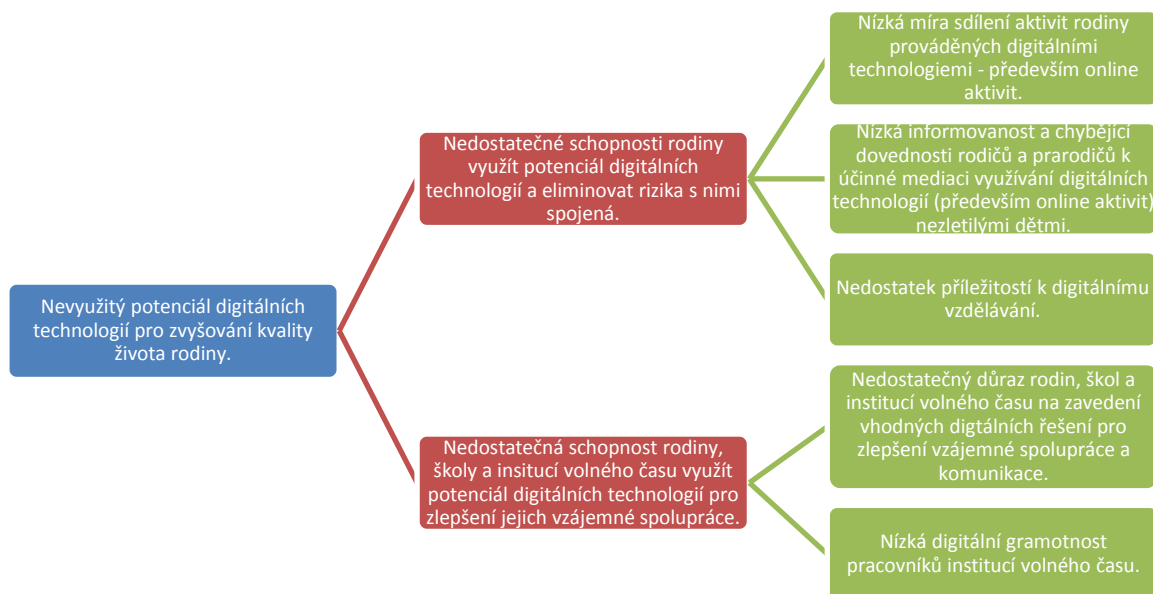 Nevyužitý potenciál digitálních
technologií pro zvyšování kvality
života rodiny.
Nedostatečné schopnosti rodiny
využít potenciál digitálních
technologií a eliminovat rizika s nimi
spojená.
Nízká míra sdílení aktivit rodiny
prováděných digitálními
technologiemi - především online
aktivit.
Nízká informovanost a chybějící
dovednosti rodičů a prarodičů k
účinné mediaci využívání digitálních
technologií (především online aktivit)
nezletilými dětmi.
Nedostatek příležitostí k digitálnímu
vzdělávání.
Nedostatečná schopnost rodiny,
školy a insitucí volného času využít
potenciál digitálních technologií pro
zlepšení jejich vzájemné spolupráce.
Nedostatečný důraz rodin, škol a
institucí volného času na zavedení
vhodných digtálních řešení pro
zlepšení vzájemné spolupráce a
komunikace.
Nízká digitální gramotnost
pracovníků institucí volného času.